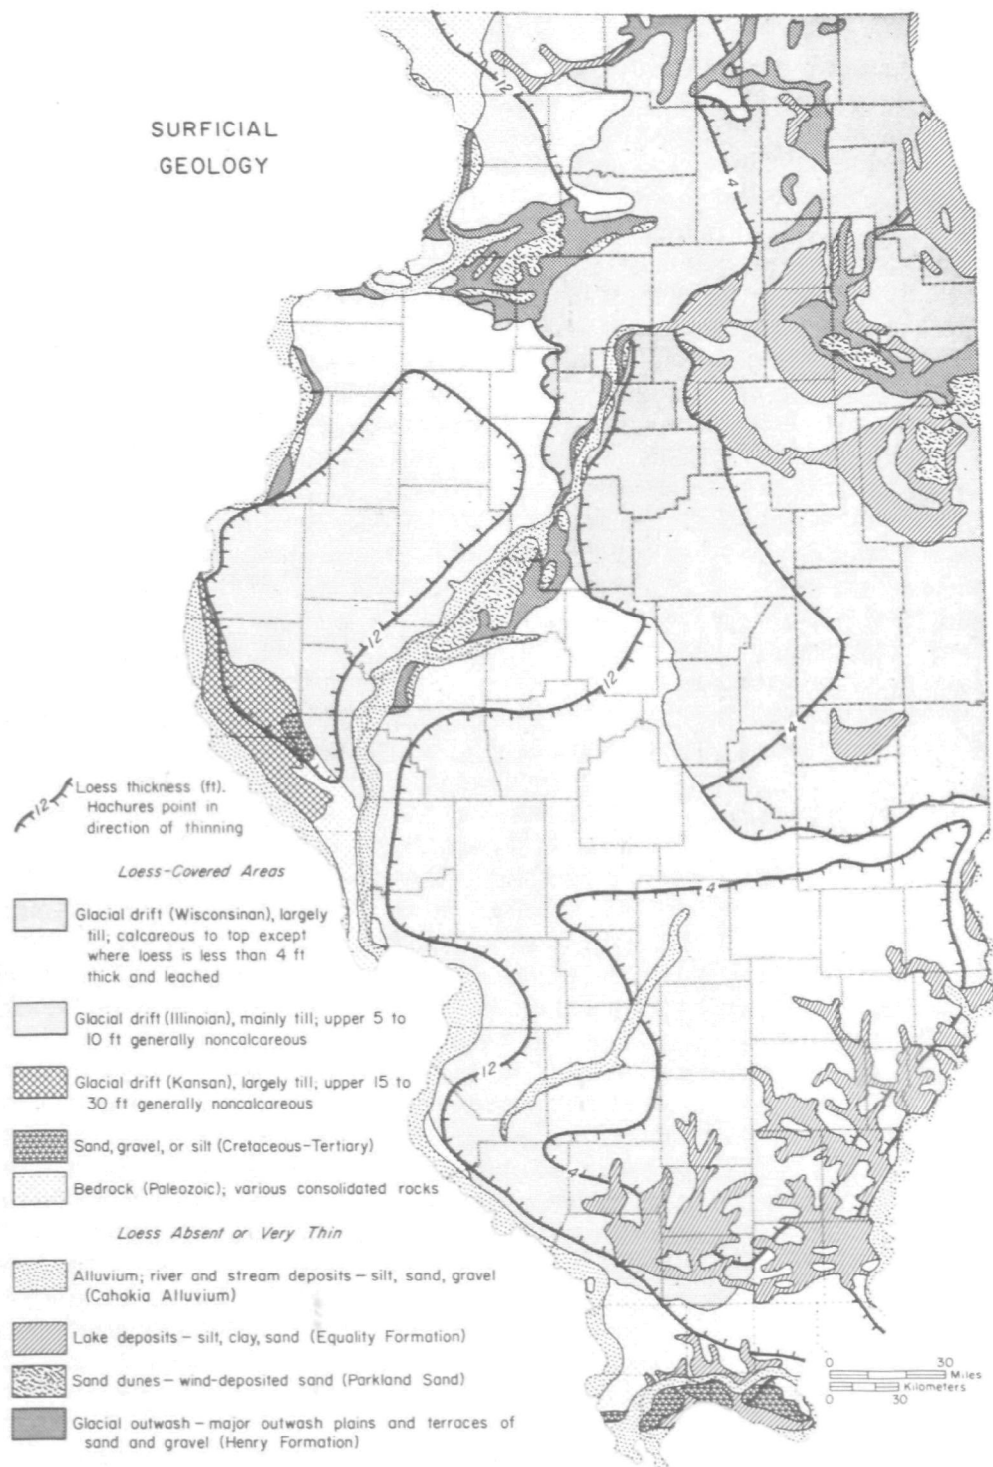 SURFICIAL
GEOLOGY
12
4
12
12
4
4
12
4
12
Loess thickness (ft).
Hachures point in
direction of thinning
Loess-Covered Areas
Glacial drift (Wisconsinan), largely
till; calcareous to top except
where loess is less than 4 ft
thick and leached
Glacial drift (Illinoian), mainly till; upper 5 to
10 ft generally noncalcareous
Glacial drift (Kansan), largely till; upper 15 to
30 ft generally noncalcareous
Sand, gravel, or silt (Cretaceous-Tertiary)
Bedrock (Paleozoic); various consolidated rocks
Loess Absent or Very Thin
Alluvium; river and stream deposits – silt, sand, gravel
(Cahokia Alluvium)
Lake deposits – silt, clay, sand (Equality Formation)
Sand dunes – wind-deposited sand (Parkland Sand)
Glacial outwash – major outwash plains and terraces of
sand and gravel (Henry Formation)
0 30
Miles
Kilometers
0 30